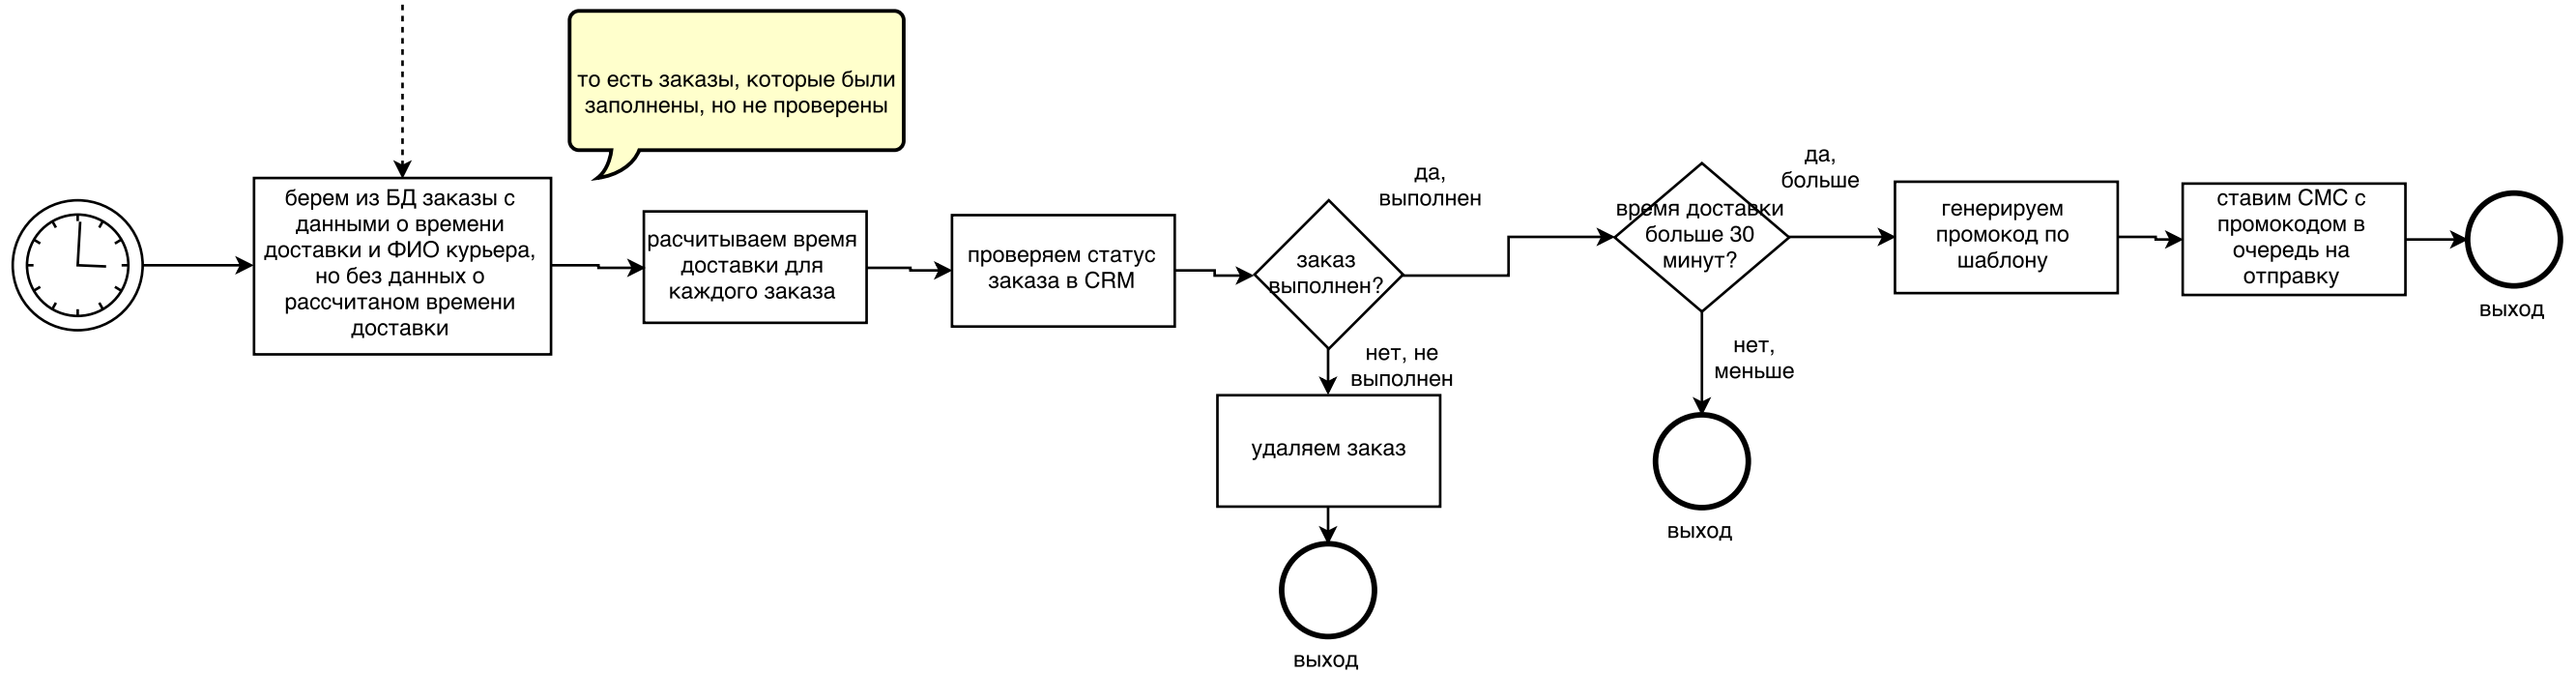 то есть заказы, которые были
заполнены, но не проверены
берем из БД заказы с
данными о времени
доставки и ФИО курьера,
но без данных о
рассчитаном времени
доставки
расчитываем время
доставки для
каждого заказа
проверяем статус
заказа в CRM
заказ
выполнен?
да,
выполнен
нет, не
выполнен
удаляем заказ
выход
время доставки
больше 30
минут?
да,
больше
нет,
меньше
выход
генерируем
промокод по
шаблону
ставим СМС с
промокодом в
очередь на
отправку
выход